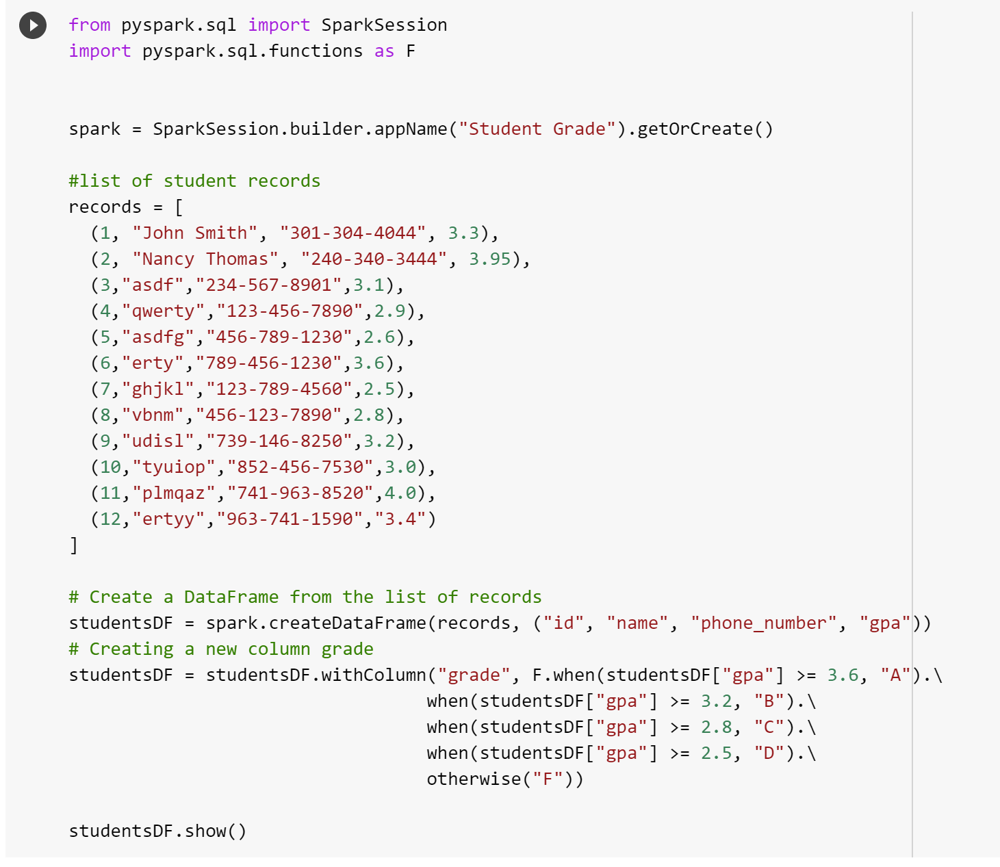 from pyspark.sql import SparkSession
import pyspark.sql.functions as F
spark = SparkSession.builder.appName("Student Grade").getOrCreate()
#list of student records
records = [
  (1, "John Smith", "301-304-4044", 3.3),
  (2, "Nancy Thomas", "240-340-3444", 3.95),
  (3,"asdf","234-567-8901",3.1),
  (4,"qwerty","123-456-7890",2.9),
  (5,"asdfg","456-789-1230",2.6),
  (6,"erty","789-456-1230",3.6),
  (7,"ghjkl","123-789-4560",2.5),
  (8,"vbnm","456-123-7890",2.8),
  (9,"udisl","739-146-8250",3.2),
  (10,"tyuiop","852-456-7530",3.0),
  (11,"plmqaz","741-963-8520",4.0),
  (12,"ertyy","963-741-1590","3.4")
]
# Create a DataFrame from the list of records
studentsDF = spark.createDataFrame(records, ("id", "name", "phone_number", "gpa"))
# Creating a new column grade
studentsDF = studentsDF.withColumn("grade", F.when(studentsDF["gpa"] >= 3.6, "A").\
                                  when(studentsDF["gpa"] >= 3.2, "B").\
                                  when(studentsDF["gpa"] >= 2.8, "C").\
                                  when(studentsDF["gpa"] >= 2.5, "D").\
                                  otherwise("F"))
studentsDF.show()